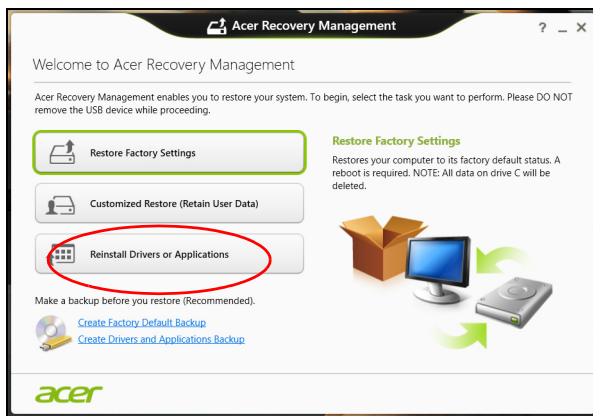 Acer Recovery Management
? _ X
Welcome to Acer Recovery Management
Acer Recovery Management enables you to restore your system. To begin, select the task you want to perform. Please DO NOT
remove the USB device while proceeding.
Restore Factory Settings
Customized Restore (Retain User Data)
Reinstall Drivers or Applications
Restore Factory Settings
Restores your computer to its factory default status. A
reboot is required. NOTE: All data on drive C will be
deleted.
Make a backup before you restore (Recommended).
Create Factory Default Backup
Create Drivers and Applications Backup
acer